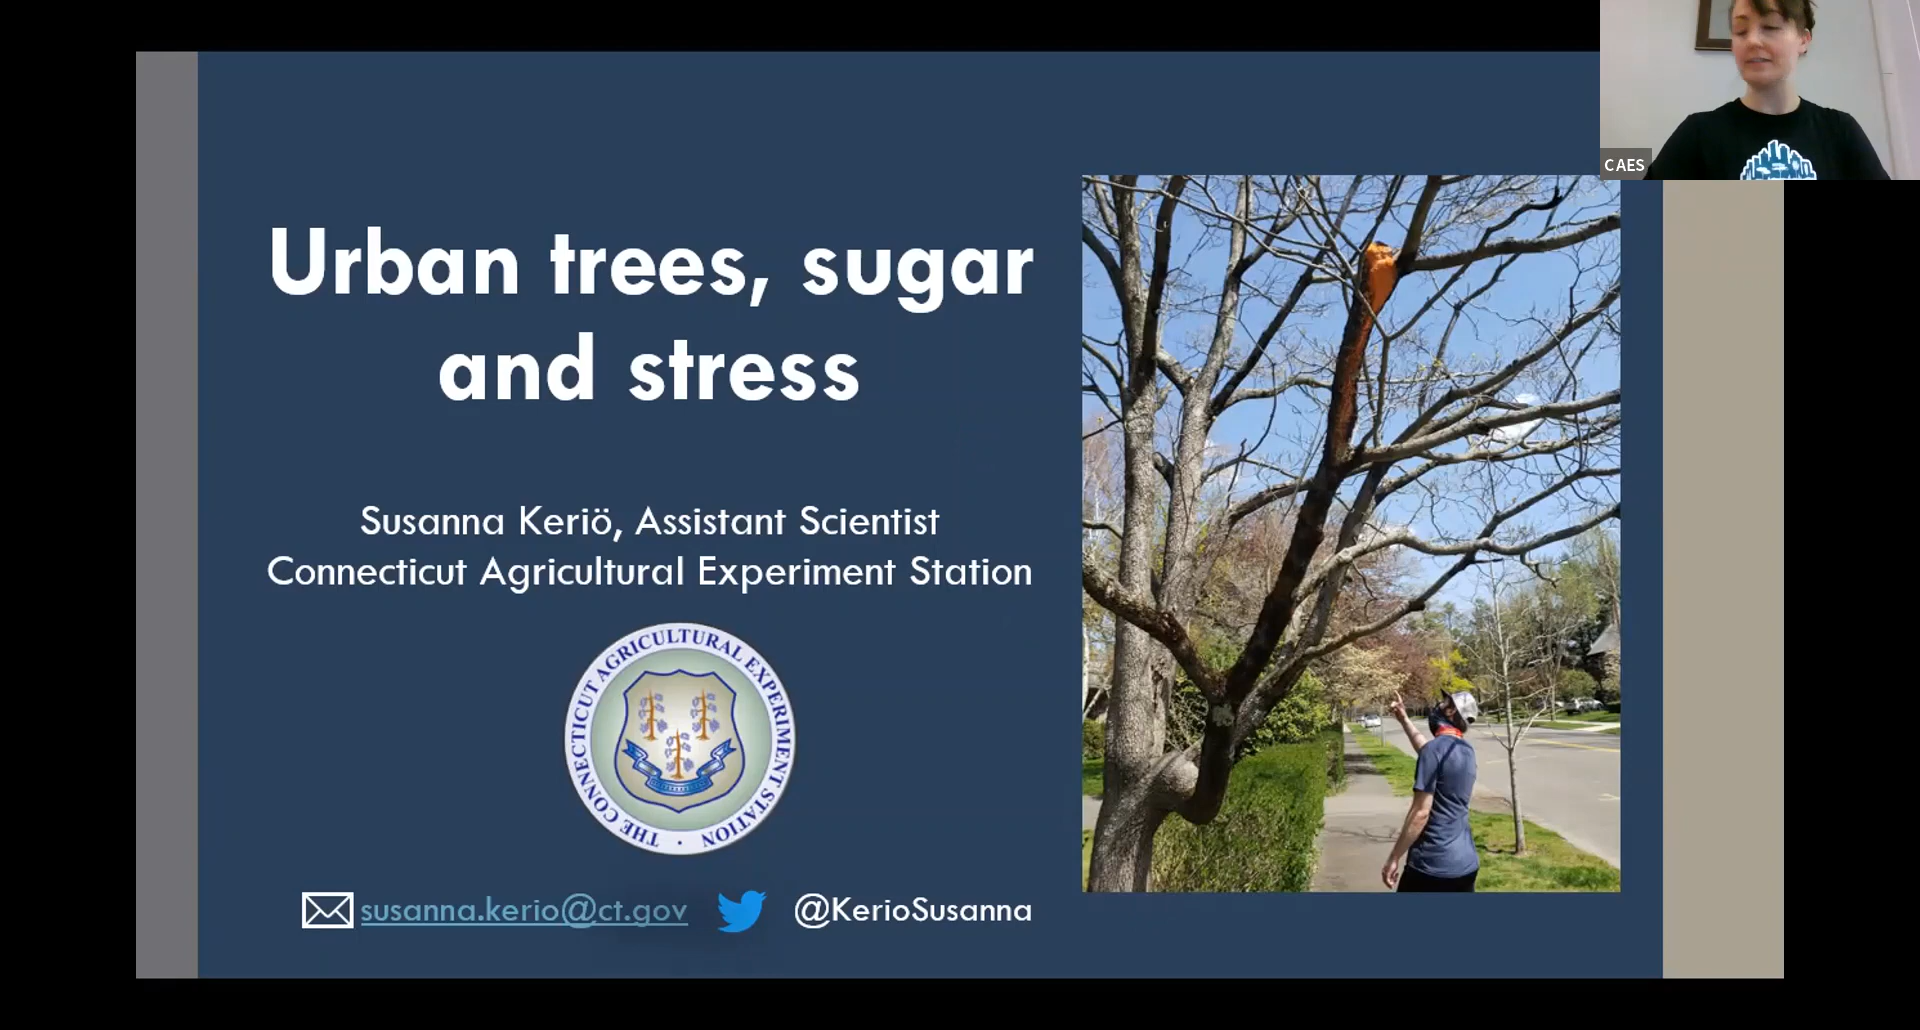 Urban trees, sugar
and stress
Susanna Keriö, Assistant Scientist
Connecticut Agricultural Experiment Station
THE CONNECTICUT AGRICULTURAL EXPERIMENT STATION
susanna.kerio@ct.gov
@KerioSusanna
CAES